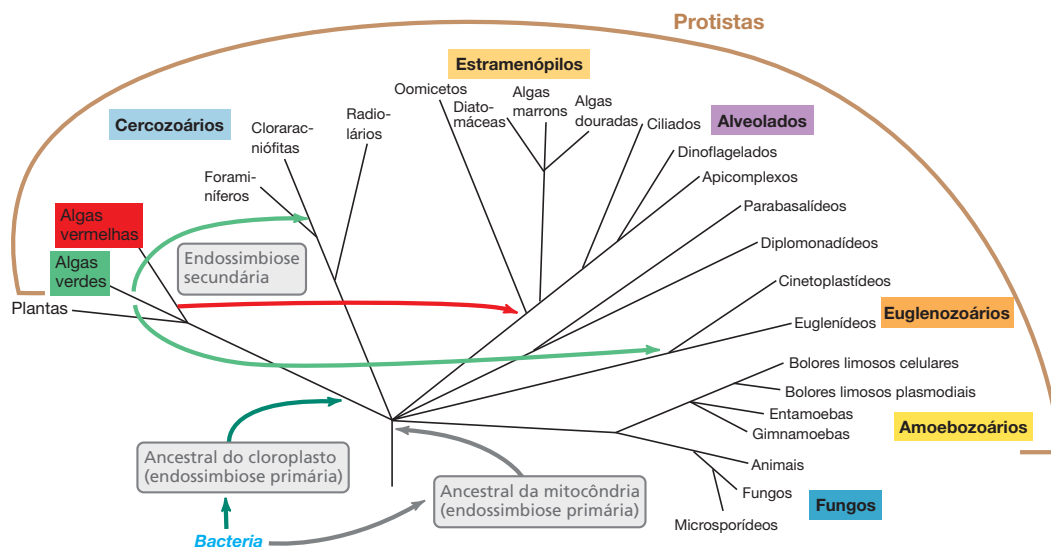 Protistas
Estramenópilos
Oomicetos
Diato-
máceas
Algas
marrons
Algas
douradas
Ciliados
Alveolados
Cercozoários
Clorarac-
niófitas
Radio-
lários
Forami-
níferos
Dinoflagelados
Apicomplexos
Parabasalídeos
Diplomonadídeos
Cinetoplastídeos
Euglenozoários
Euglenídeos
Algas
vermelhas
Algas
verdes
Plantas
Endossimbiose
secundária
Bolores limosos celulares
Bolores limosos plasmodiais
Entamoebas
Gimnamoebas
Amoebozoários
Animais
Fungos
Fungos
Microsporídeos
Ancestral do cloroplasto
(endossimbiose primária)
Ancestral da mitocôndria
(endossimbiose primária)
Bacteria